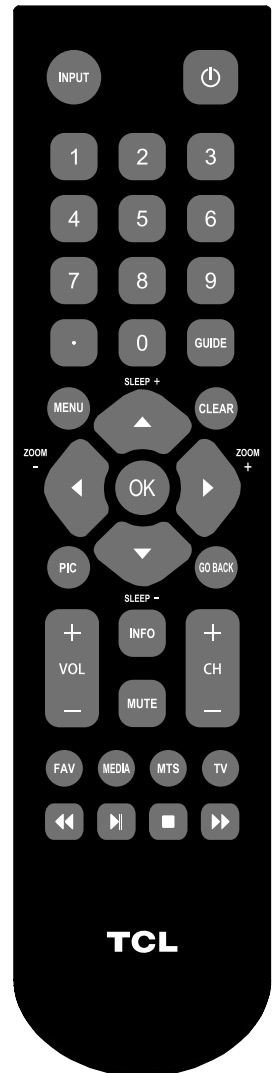 INPUT
1 2 3
4 5 6
7 8 9
. 0 GUIDE
SLEEP +
MENU CLEAR
ZOOM - ZOOM +
OK
PIC GO BACK
SLEEP -
+ INFO +
VOL CH
- MUTE -
FAV MEDIA MTS TV
TCL